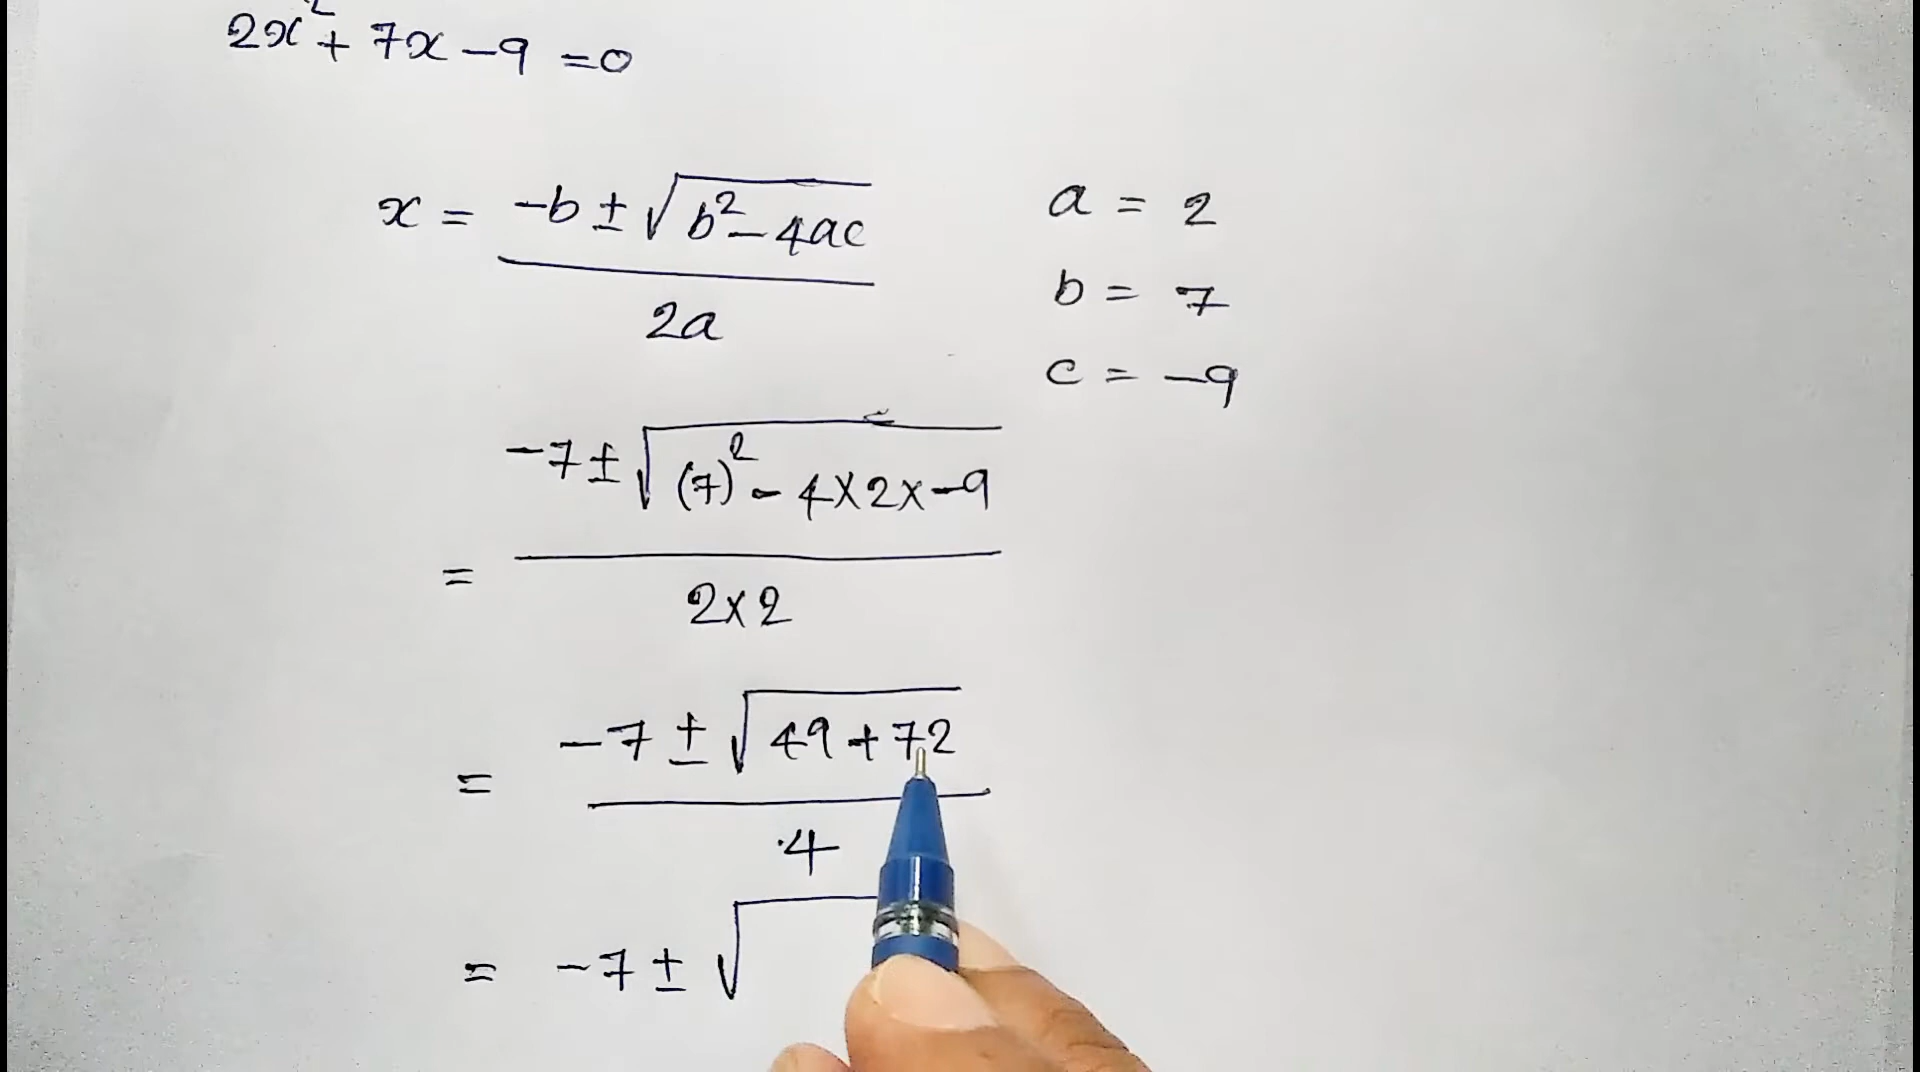 2x² + 7x - 9 = 0
x = -b ± √b² - 4ac / 2a
a = 2
b = 7
c = -9
= -7 ± √(7)² - 4×2×-9 / 2×2
= -7 ± √49 + 72 / 4
= -7 ± √